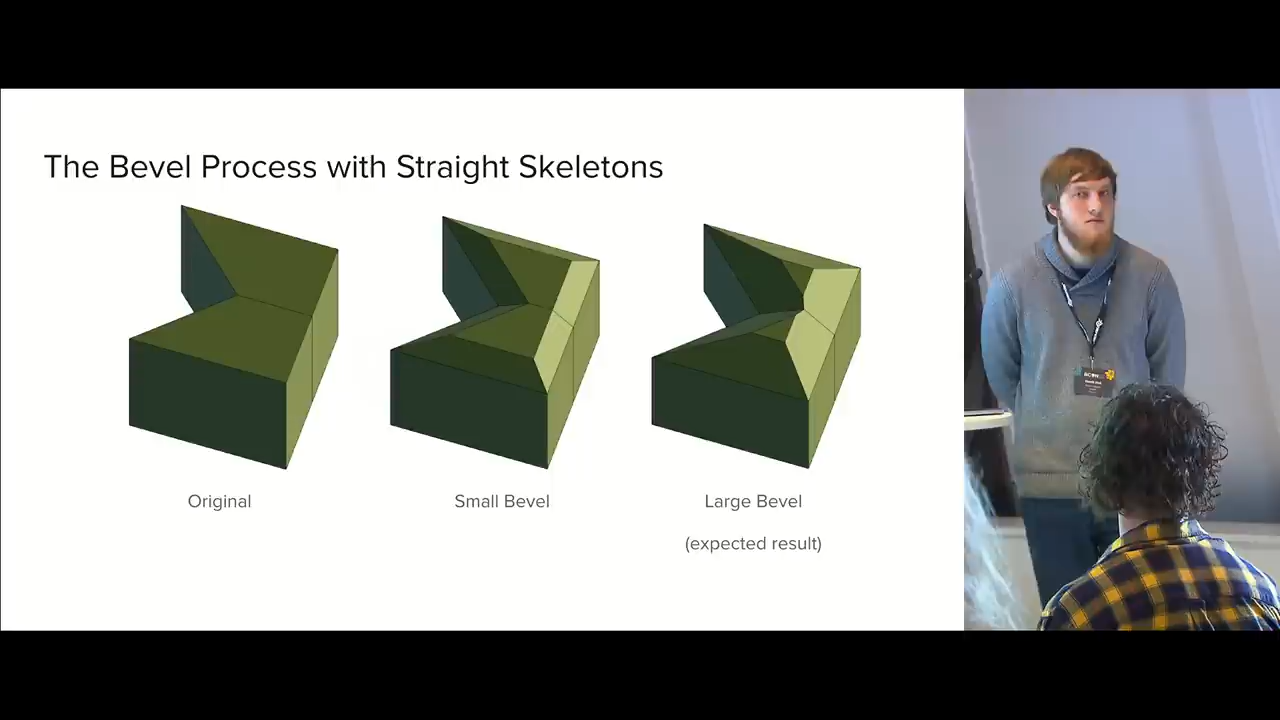 The Bevel Process with Straight Skeletons
Original
Small Bevel
Large Bevel
(expected result)